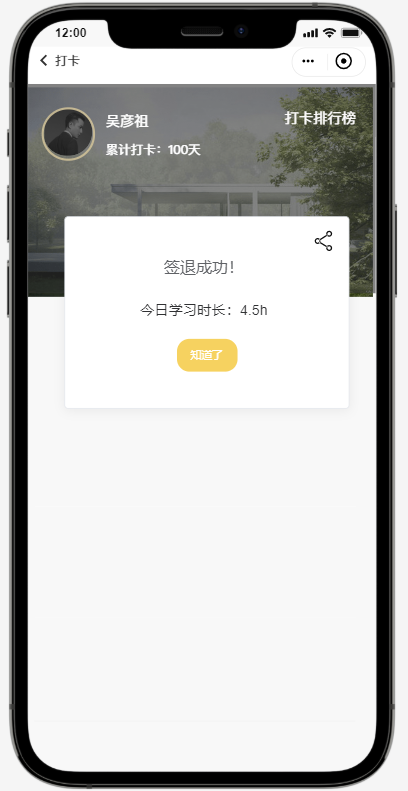 12:00
打卡
吴彦祖
打卡排行榜
累计打卡：100天
签退成功！
今日学习时长：4.5h
知道了